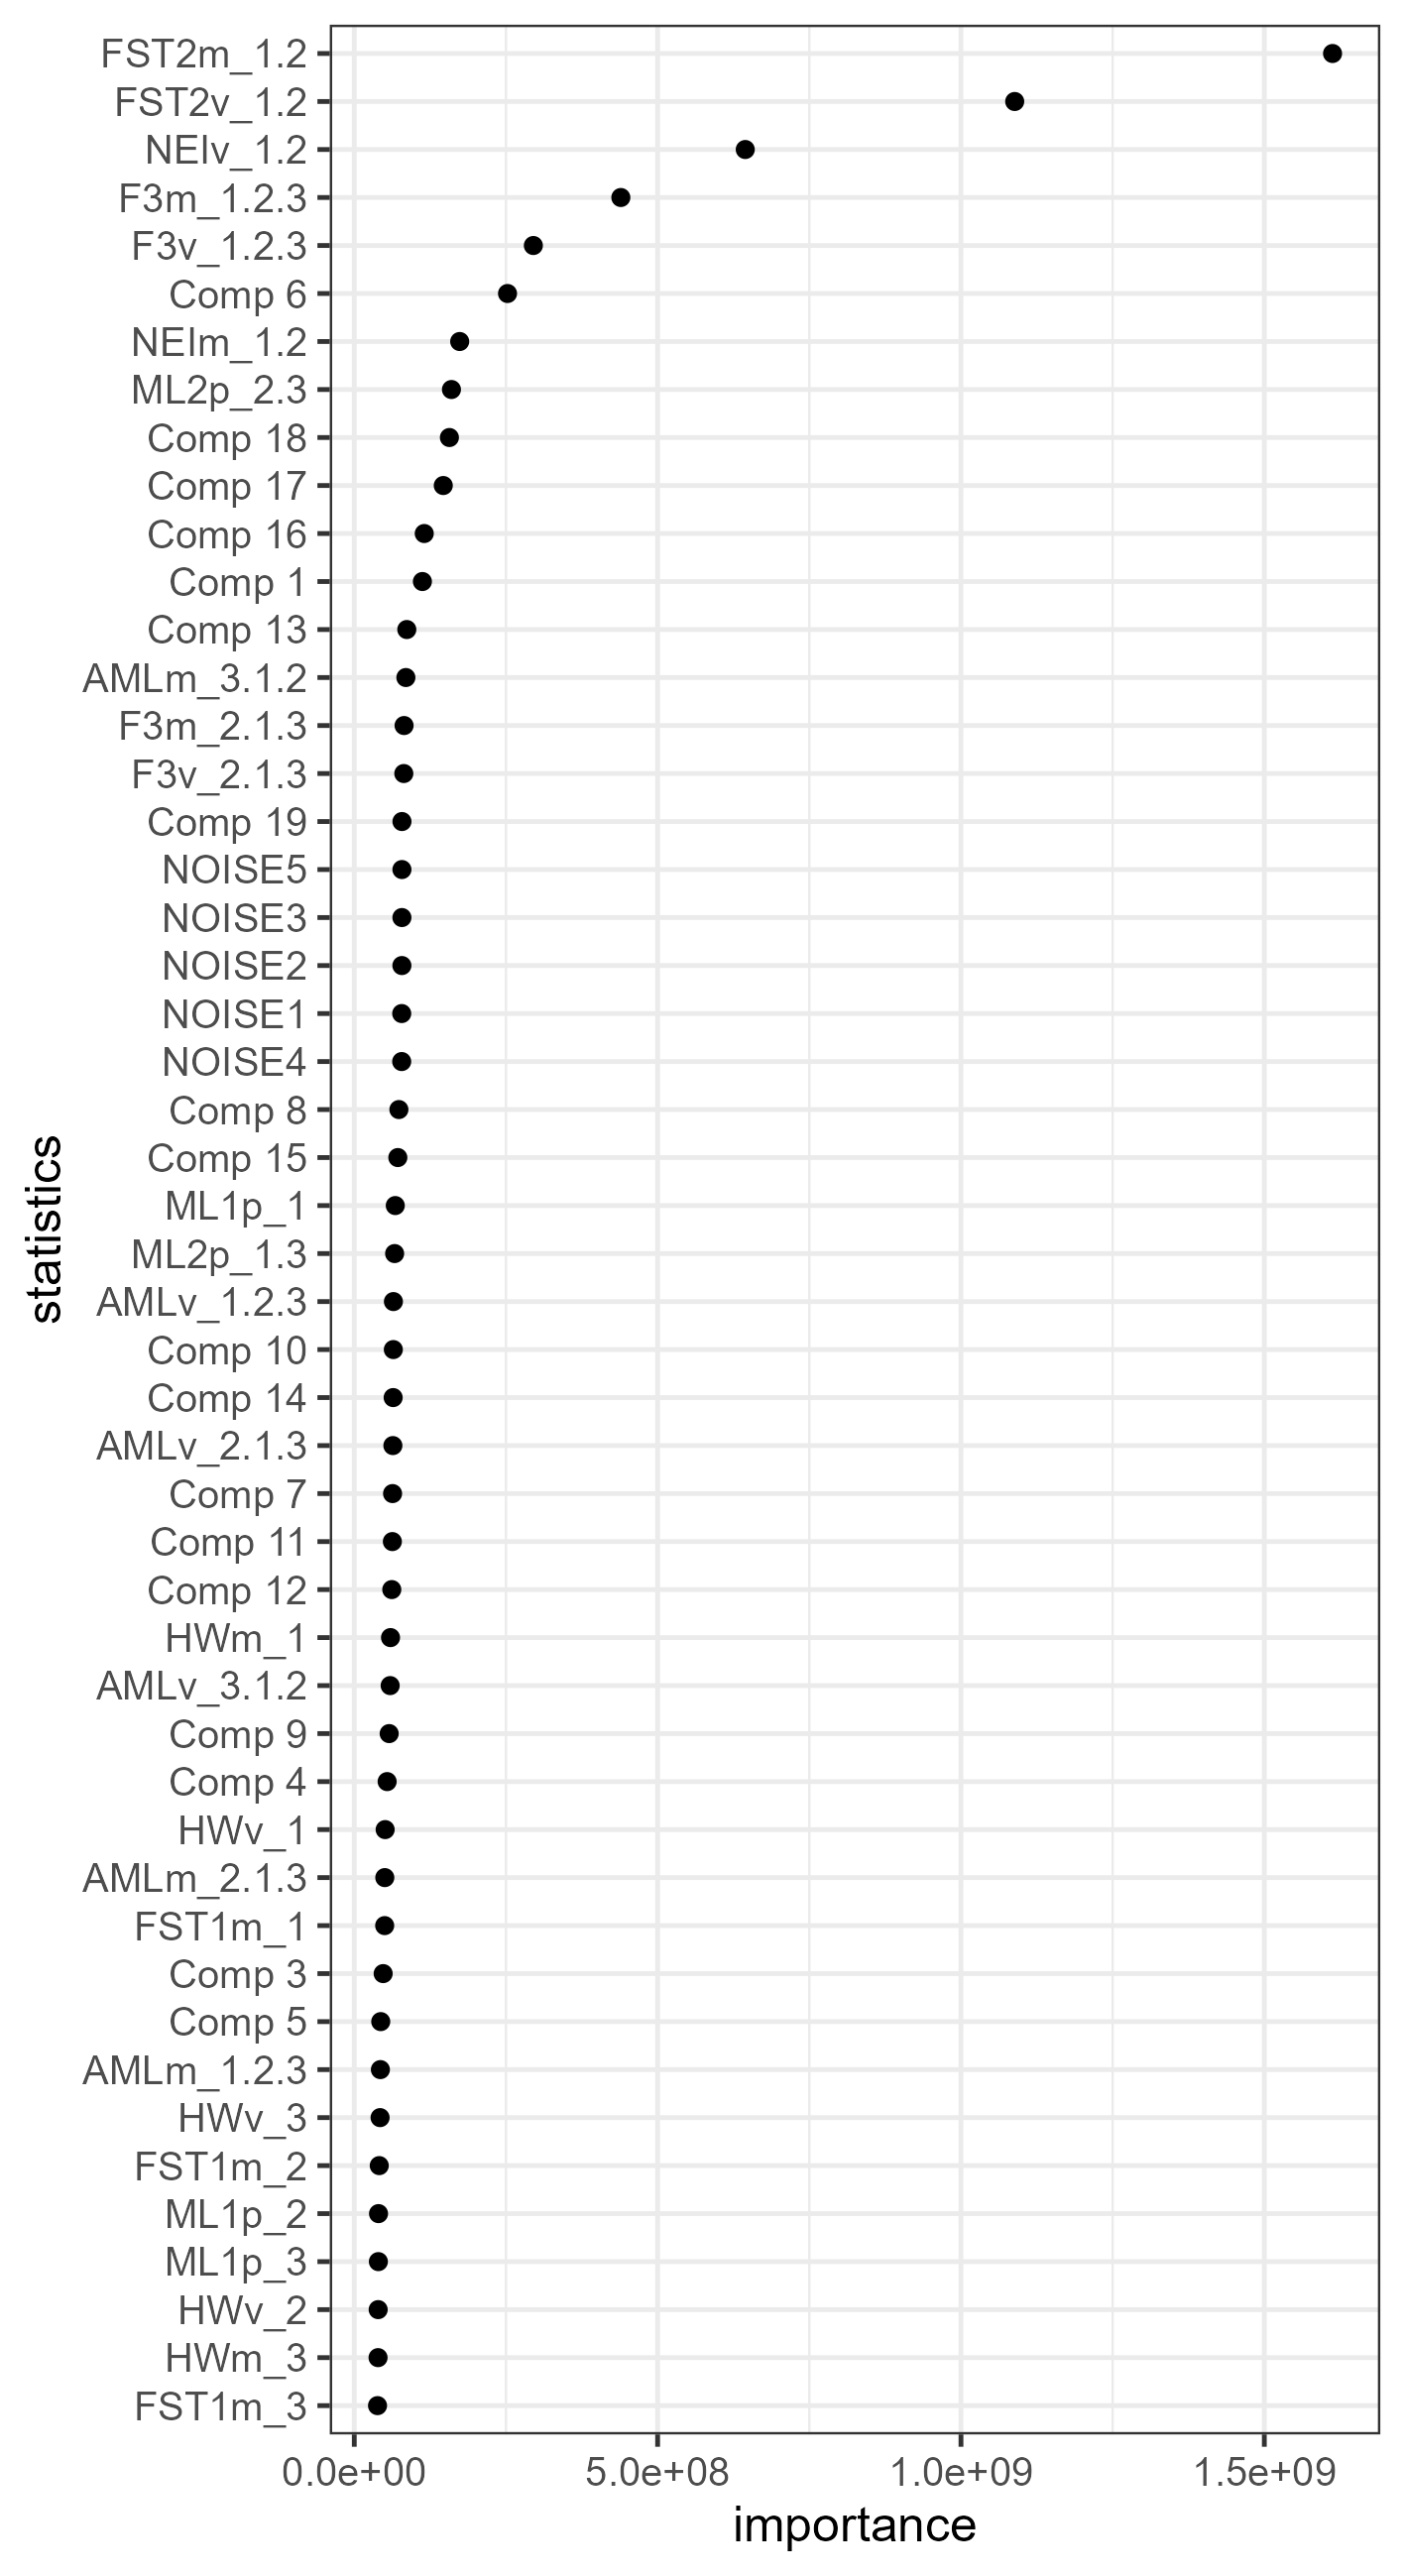 FST2m_1.2
FST2v_1.2
NEIv_1.2
F3m_1.2.3
F3v_1.2.3
Comp 6
NEIm_1.2
ML2p_2.3
Comp 18
Comp 17
Comp 16
Comp 1
Comp 13
AMLm_3.1.2
F3m_2.1.3
F3v_2.1.3
Comp 19
NOISE5
NOISE3
NOISE2
NOISE1
NOISE4
Comp 8
Comp 15
ML1p_1
ML2p_1.3
AMLv_1.2.3
Comp 10
Comp 14
AMLv_2.1.3
Comp 7
Comp 11
Comp 12
HWm_1
AMLv_3.1.2
Comp 9
Comp 4
HWv_1
AMLm_2.1.3
FST1m_1
Comp 3
Comp 5
AMLm_1.2.3
HWv_3
FST1m_2
ML1p_2
ML1p_3
HWv_2
HWm_3
FST1m_3
statistics
0.0e+00 5.0e+08 1.0e+09 1.5e+09
importance